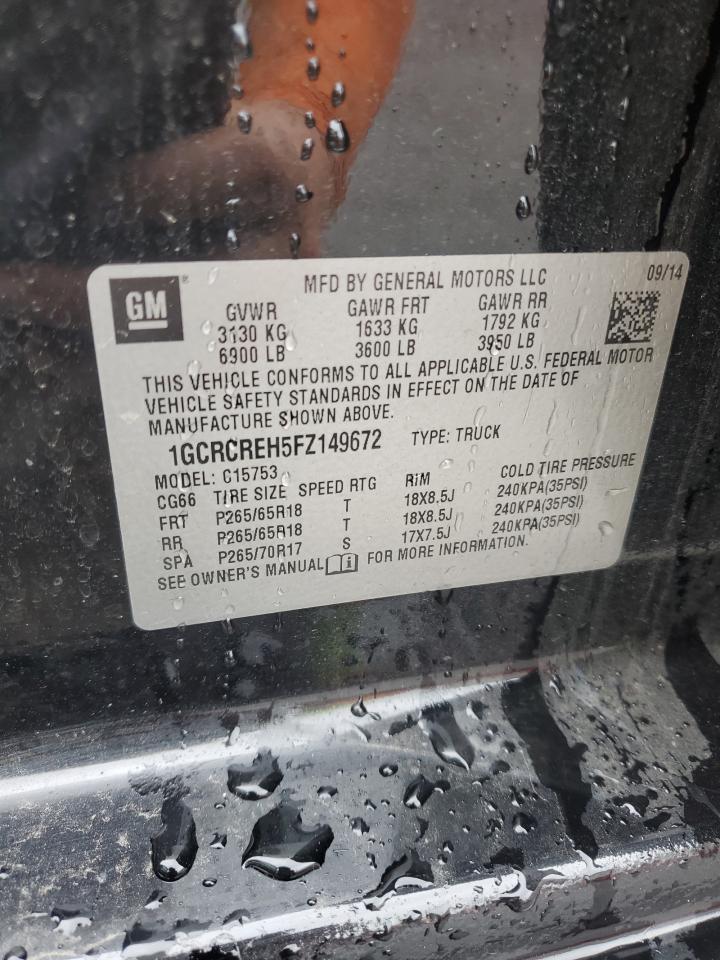 GM®
MFD BY GENERAL MOTORS LLC 09/14
GVWR GAWR FRT GAWR RR
3130 KG 1633 KG 1792 KG
6900 LB 3600 LB 3950 LB
THIS VEHICLE CONFORMS TO ALL APPLICABLE U.S. FEDERAL MOTOR
VEHICLE SAFETY STANDARDS IN EFFECT ON THE DATE OF
MANUFACTURE SHOWN ABOVE.
1GCRCREH5FZ149672 TYPE: TRUCK
MODEL: C15753
CG66 TIRE SIZE SPEED RTG RIM COLD TIRE PRESSURE
FRT P265/65R18 T 18X8.5J 240KPA(35PSI)
RR P265/65R18 T 18X8.5J 240KPA(35PSI)
SPA P265/70R17 S 17X7.5J 240KPA(35PSI)
SEE OWNER'S MANUAL FOR MORE INFORMATION.